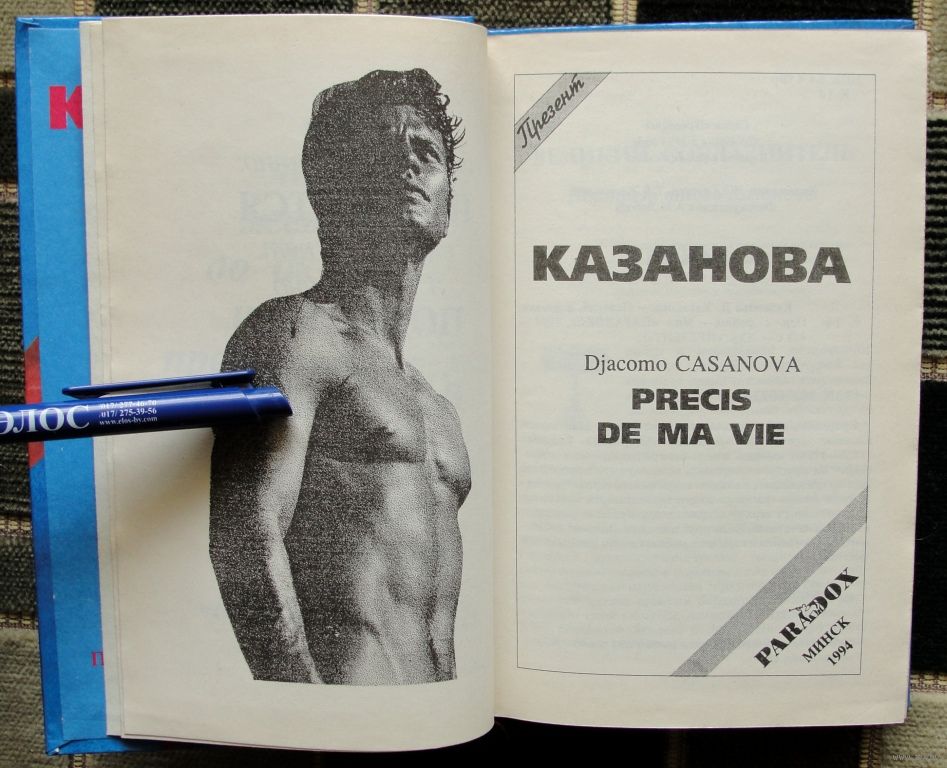 К
ЭЛОС
017/ 275-39-56
www.elos-by.com
Презент
КАЗАНОВА
Djacomo CASANOVA
PRECIS
DE MA VIE
PARADOX
МИНСК
1994